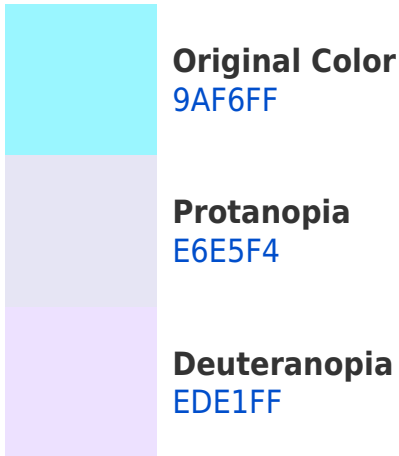 Original Color
9AF6FF
Protanopia
E6E5F4
Deuteranopia
EDE1FF